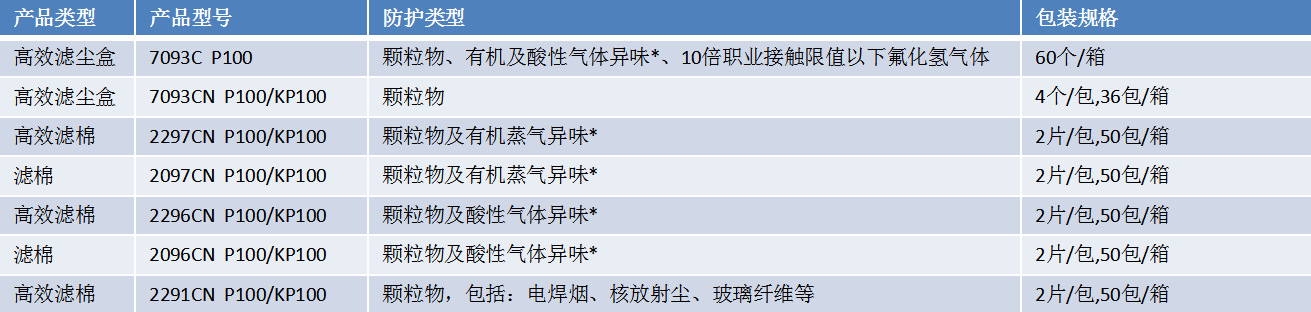 产品类型 产品型号 防护类型 包装规格
高效滤尘盒 7093C P100 颗粒物、有机及酸性气体异味*、10倍职业接触限值以下氟化氢气体 60个/箱
高效滤尘盒 7093CN P100/KP100 颗粒物 4个/包,36包/箱
高效滤棉 2297CN P100/KP100 颗粒物及有机蒸气异味* 2片/包,50包/箱
滤棉 2097CN P100/KP100 颗粒物及有机蒸气异味* 2片/包,50包/箱
高效滤棉 2296CN P100/KP100 颗粒物及酸性气体异味* 2片/包,50包/箱
滤棉 2096CN P100/KP100 颗粒物及酸性气体异味* 2片/包,50包/箱
高效滤棉 2291CN P100/KP100 颗粒物，包括：电焊烟、核放射尘、玻璃纤维等 2片/包,50包/箱